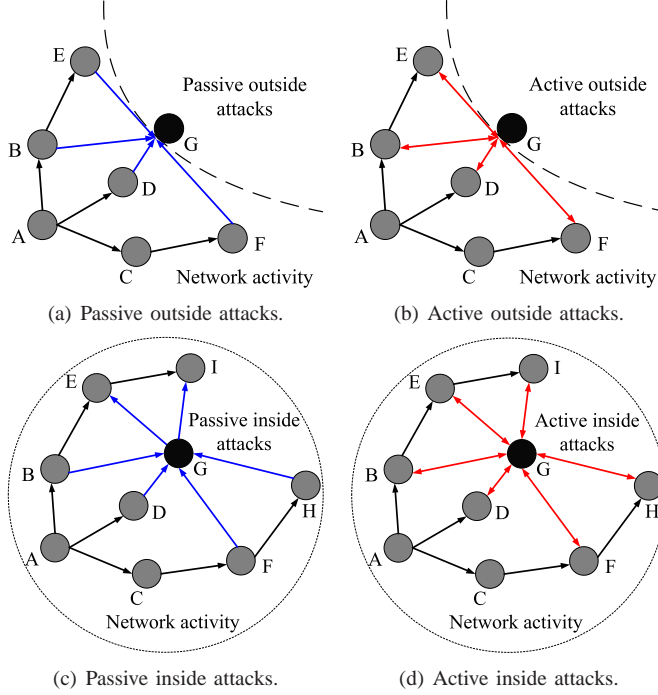 E
Passive outside
attacks
G
B
D
A
C
F
Network activity
(a) Passive outside attacks.
E
Active outside
attacks
G
B
D
A
C
F
Network activity
(b) Active outside attacks.
I
E
Passive inside
attacks
G
B
D
H
A
C
F
Network activity
(c) Passive inside attacks.
I
E
Active inside
attacks
G
B
D
H
A
C
F
Network activity
(d) Active inside attacks.